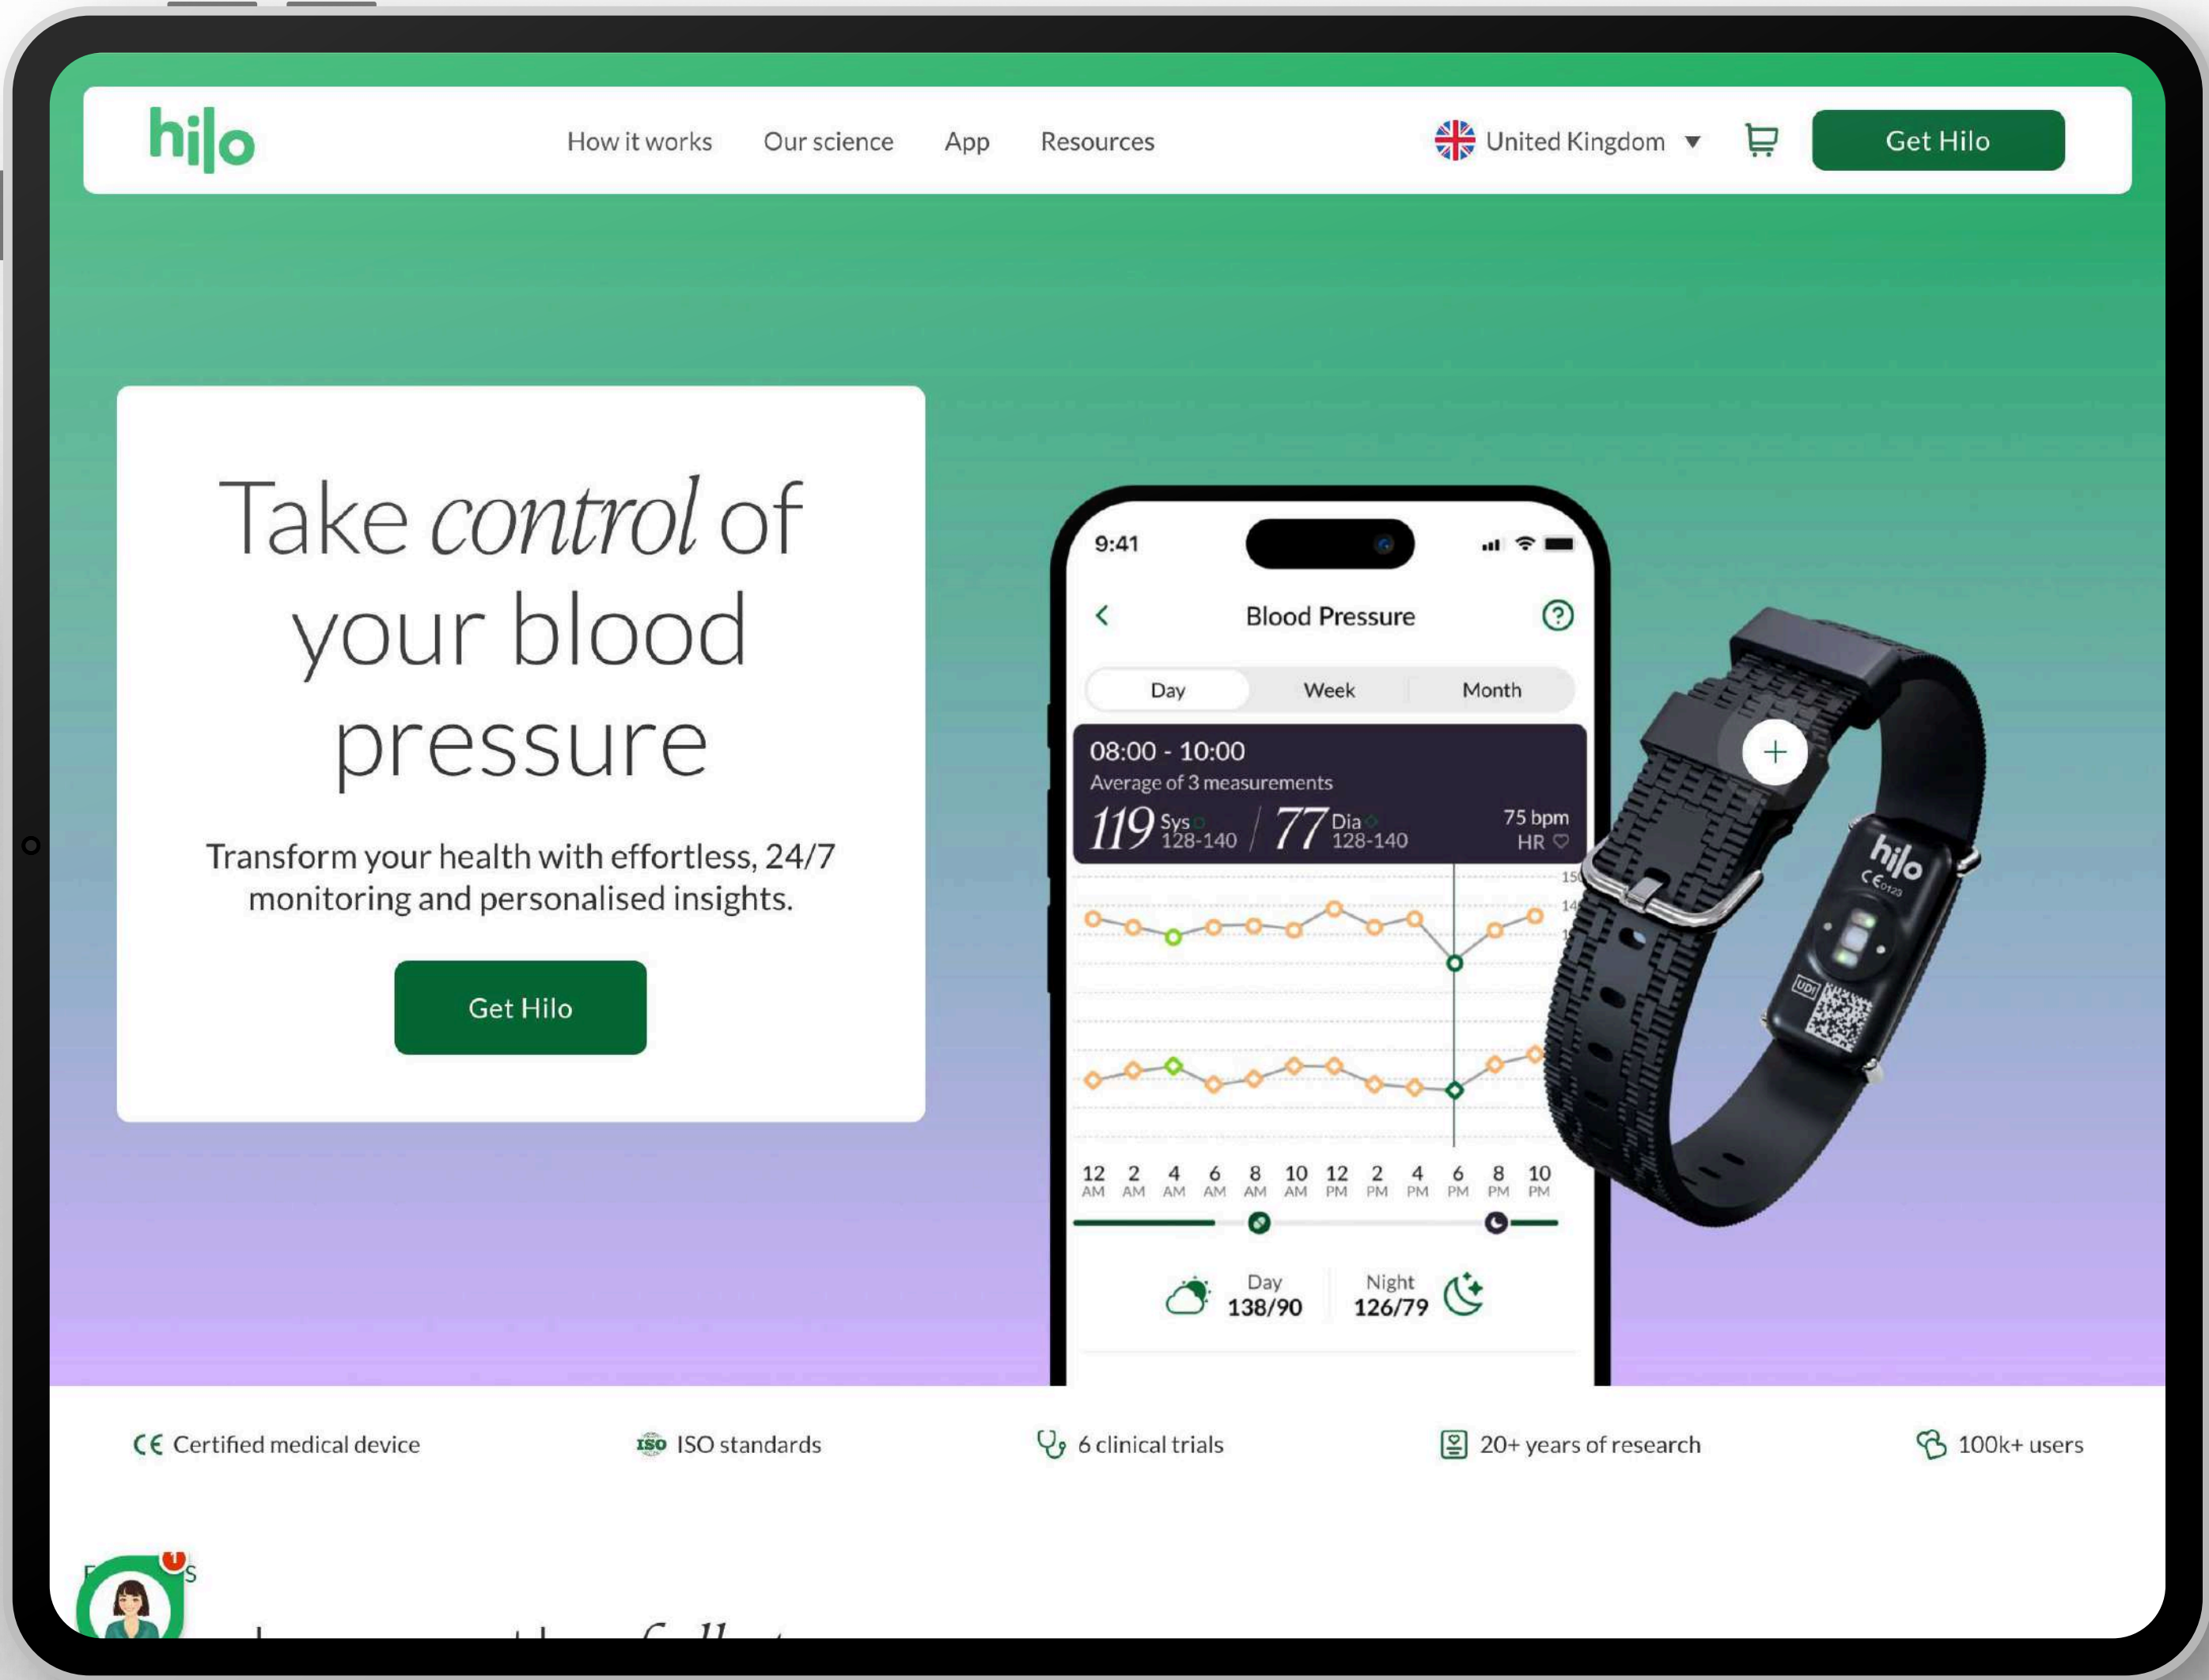 hilo
How it works
Our science
App
Resources
United Kingdom
Get Hilo
Take control of
your blood
pressure
Transform your health with effortless, 24/7
monitoring and personalised insights.
Get Hilo
9:41
Blood Pressure
Day
Week
Month
08:00 - 10:00
Average of 3 measurements
119 Sys 128-140 / 77 Dia 128-140
75 bpm
HR
12 AM
2 AM
4 AM
6 AM
8 AM
10 AM
12 PM
2 PM
4 PM
6 PM
8 PM
10 PM
Day
138/90
Night
126/79
hilo
CE0123
UDI
CE Certified medical device
ISO ISO standards
6 clinical trials
20+ years of research
100k+ users
1